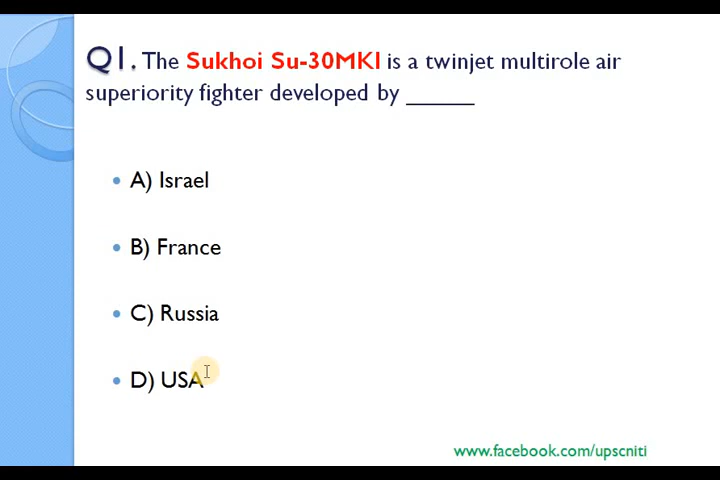 Q1. The Sukhoi Su-30MKI is a twinjet multirole air
superiority fighter developed by _____
• A) Israel
• B) France
• C) Russia
• D) USA
www.facebook.com/upscniti